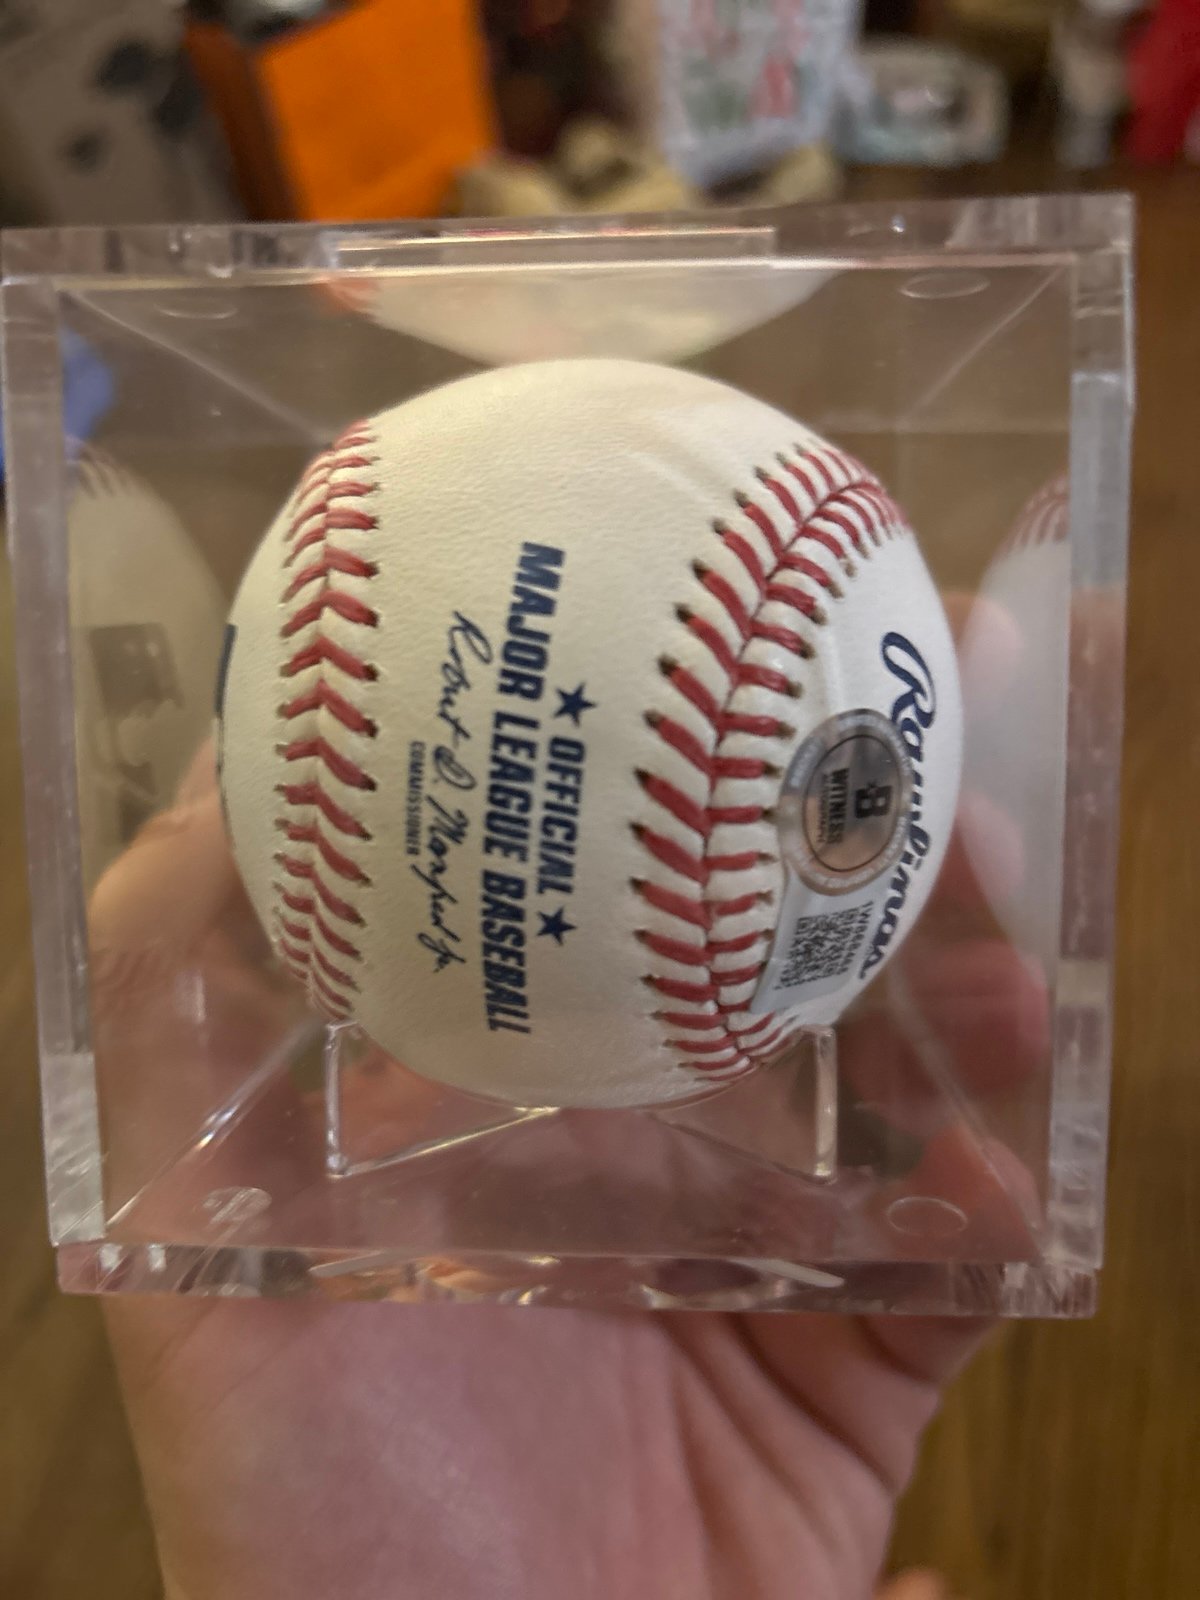 ★ OFFICIAL ★
MAJOR LEAGUE BASEBALL
Robert D. Manfred Jr.
COMMISSIONER
Rawlings
B
WITNESS